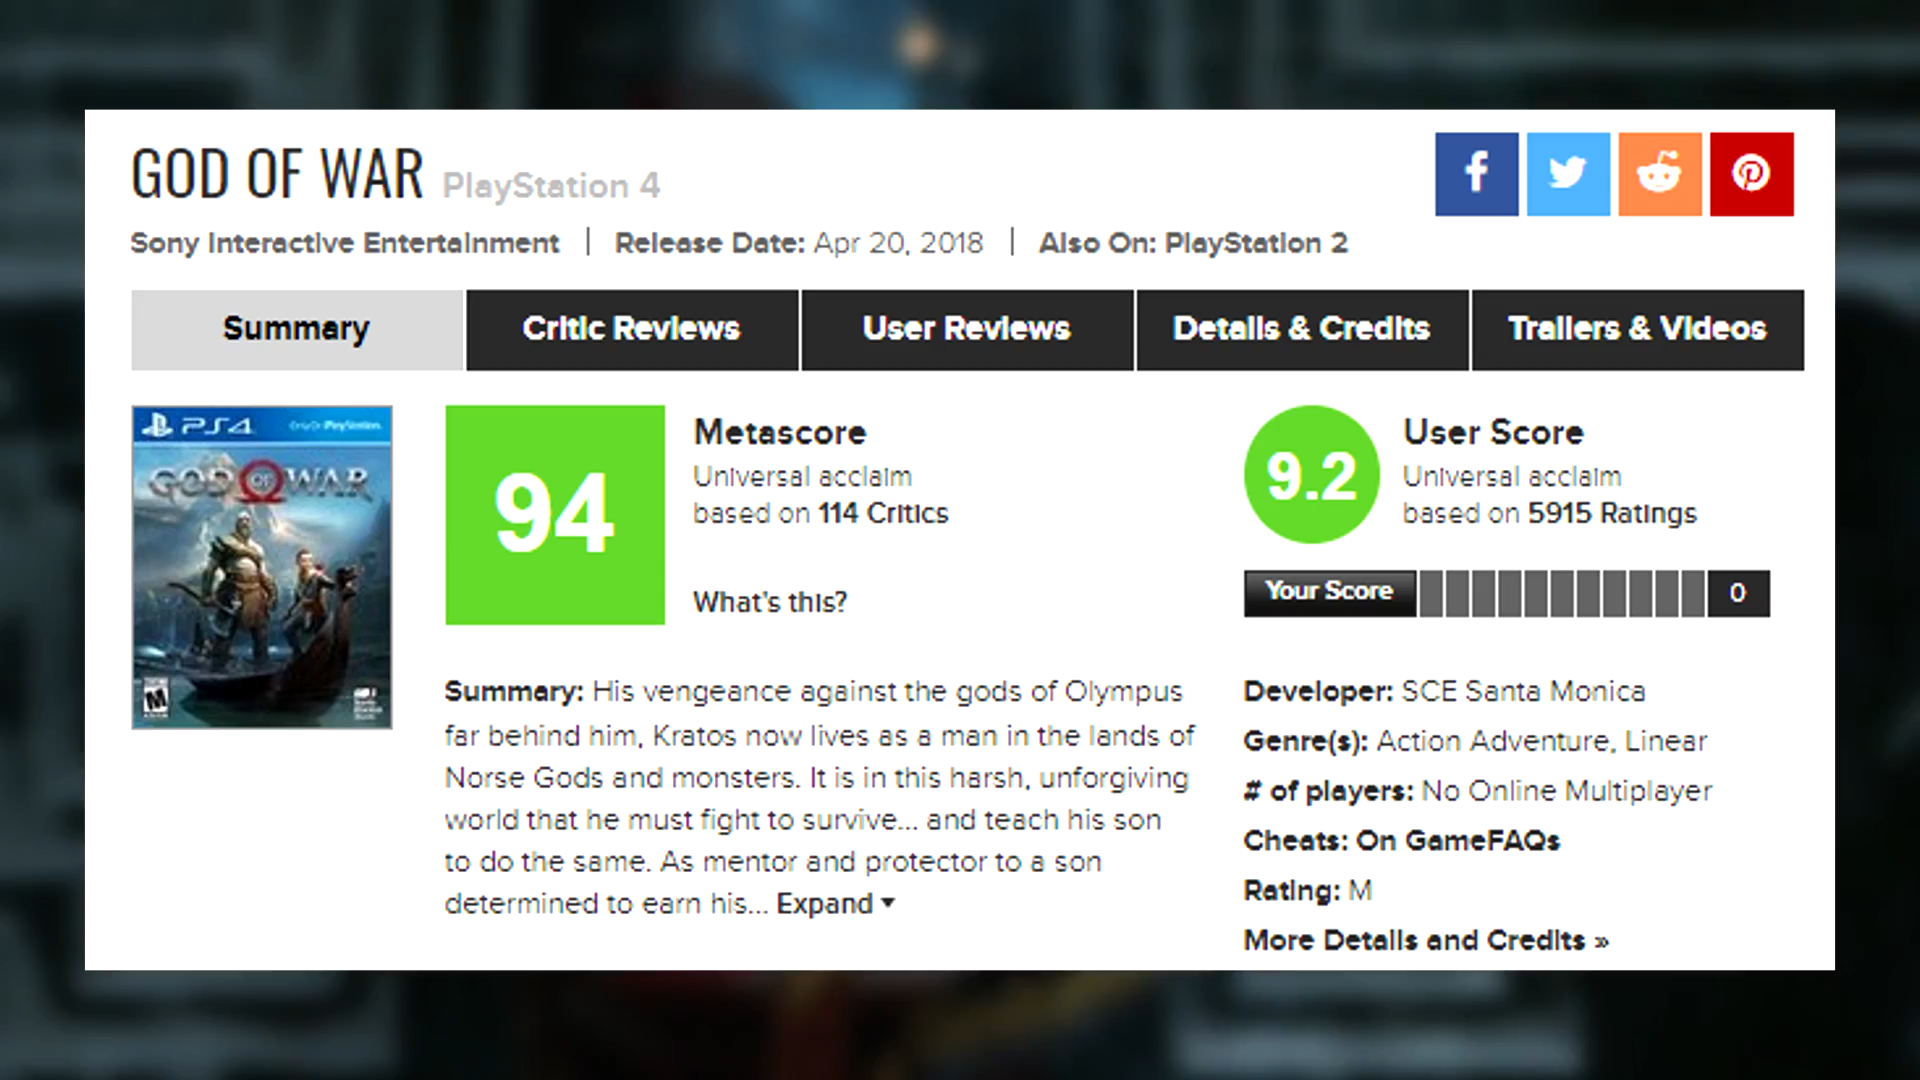 GOD OF WAR PlayStation 4
Sony Interactive Entertainment | Release Date: Apr 20, 2018 | Also On: PlayStation 2
Summary Critic Reviews User Reviews Details & Credits Trailers & Videos
PS4
GOD OF WAR
M
94
Metascore
Universal acclaim
based on 114 Critics
What's this?
9.2
User Score
Universal acclaim
based on 5915 Ratings
Your Score 0
Summary: His vengeance against the gods of Olympus
far behind him, Kratos now lives as a man in the lands of
Norse Gods and monsters. It is in this harsh, unforgiving
world that he must fight to survive... and teach his son
to do the same. As mentor and protector to a son
determined to earn his... Expand ▾
Developer: SCE Santa Monica
Genre(s): Action Adventure, Linear
# of players: No Online Multiplayer
Cheats: On GameFAQs
Rating: M
More Details and Credits »